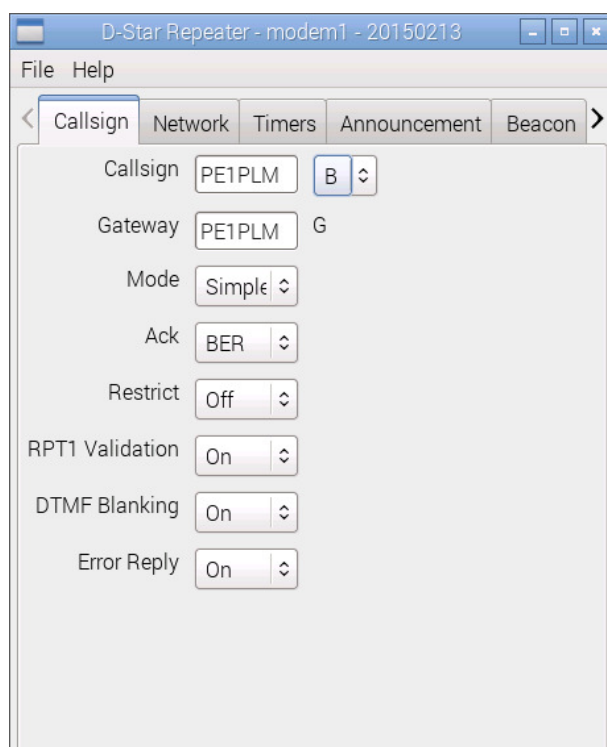 D-Star Repeater - modem1 - 20150213
File Help
Callsign Network Timers Announcement Beacon
Callsign PE1PLM B
Gateway PE1PLM G
Mode Simple
Ack BER
Restrict Off
RPT1 Validation On
DTMF Blanking On
Error Reply On